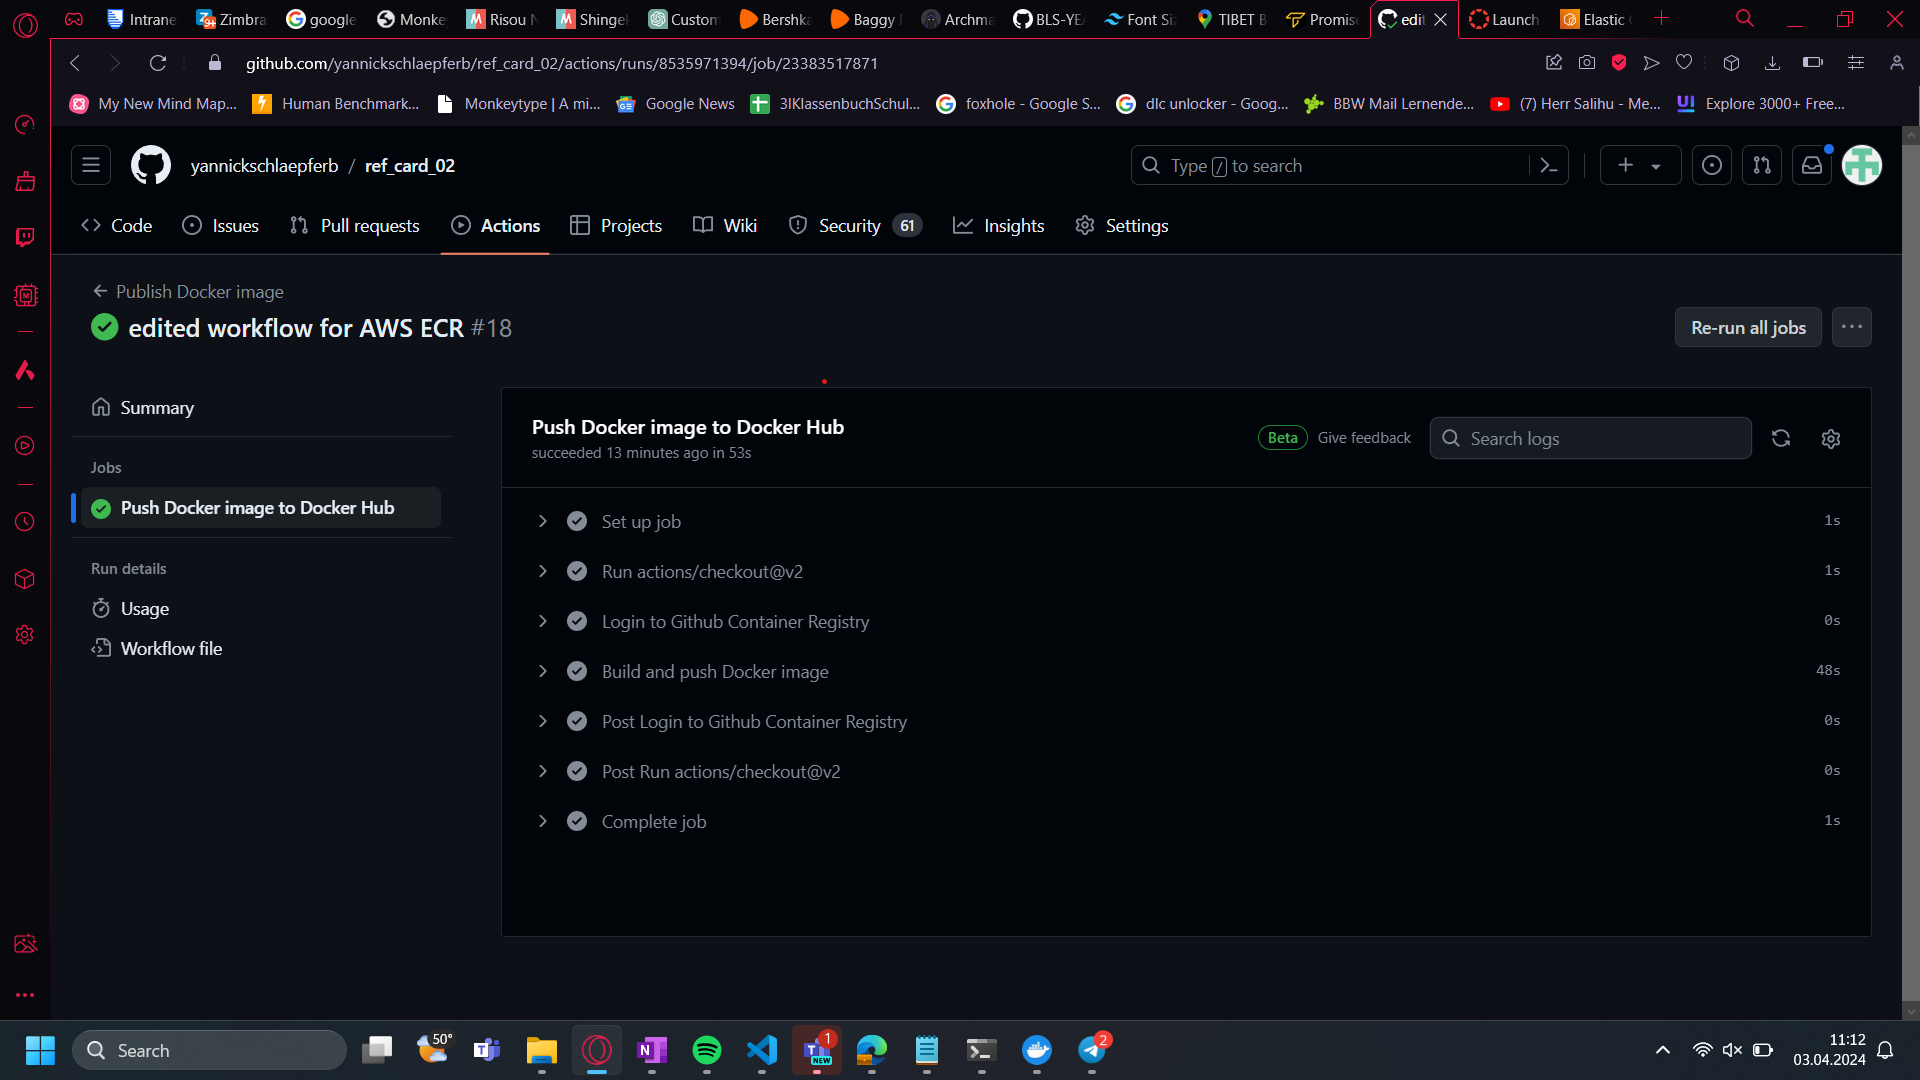 Intrane
Zimbra
google
Monke
Risou N
Shingek
Custom
Bershka
Baggy
Archma
BLS-YEA
Font Siz
TIBET B
Promise
edit
Launch
Elastic
github.com/yannickschlaepferb/ref_card_02/actions/runs/8535971394/job/23383517871
My New Mind Map...
Human Benchmark...
Monkeytype | A mi...
Google News
3IKlassenbuchSchul...
foxhole - Google S...
dlc unlocker - Goog...
BBW Mail Lernende...
(7) Herr Salihu - Me...
Explore 3000+ Free...
yannickschlaepferb / ref_card_02
Type / to search
Code
Issues
Pull requests
Actions
Projects
Wiki
Security 61
Insights
Settings
Publish Docker image
edited workflow for AWS ECR #18
Re-run all jobs
Summary
Jobs
Push Docker image to Docker Hub
Run details
Usage
Workflow file
Push Docker image to Docker Hub
succeeded 13 minutes ago in 53s
Beta
Give feedback
Search logs
Set up job 1s
Run actions/checkout@v2 1s
Login to Github Container Registry 0s
Build and push Docker image 48s
Post Login to Github Container Registry 0s
Post Run actions/checkout@v2 0s
Complete job 1s
Search
50°
1
NEW
2
11:12
03.04.2024